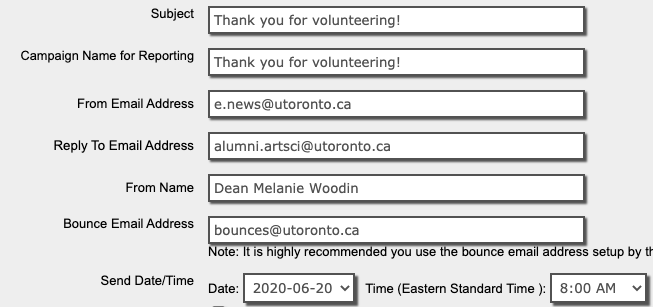 Subject Thank you for volunteering!
Campaign Name for Reporting Thank you for volunteering!
From Email Address e.news@utoronto.ca
Reply To Email Address alumni.artsci@utoronto.ca
From Name Dean Melanie Woodin
Bounce Email Address bounces@utoronto.ca
Note: It is highly recommended you use the bounce email address setup by
Send Date/Time Date: 2020-06-20 Time (Eastern Standard Time ): 8:00 AM